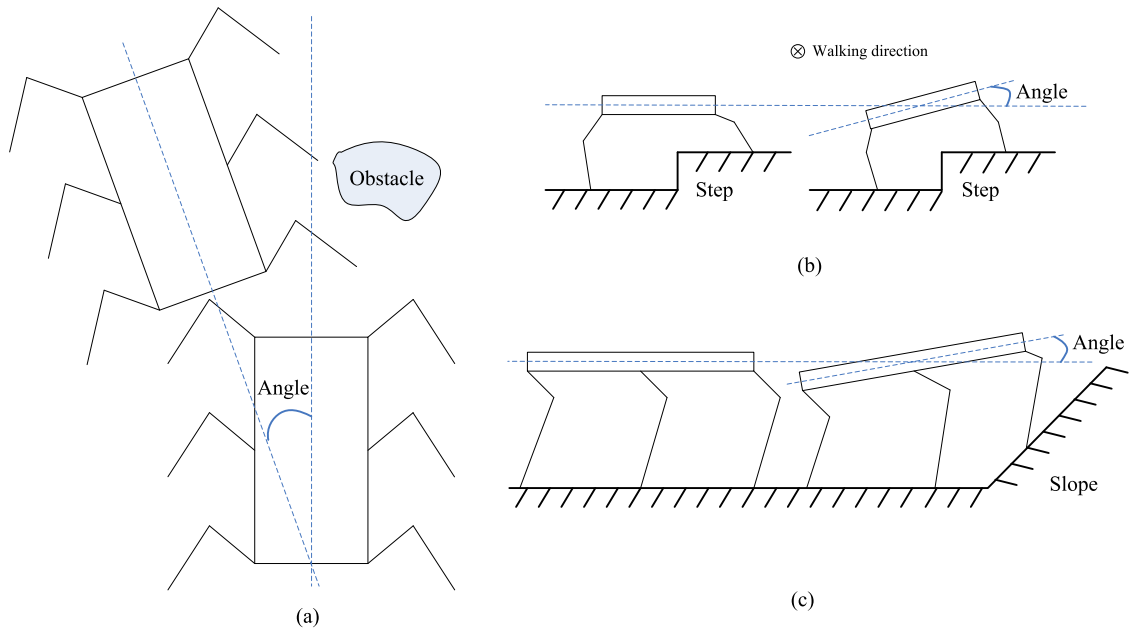 Obstacle
Angle
(a)
⊗ Walking direction
Angle
Step
Step
(b)
Angle
Slope
(c)